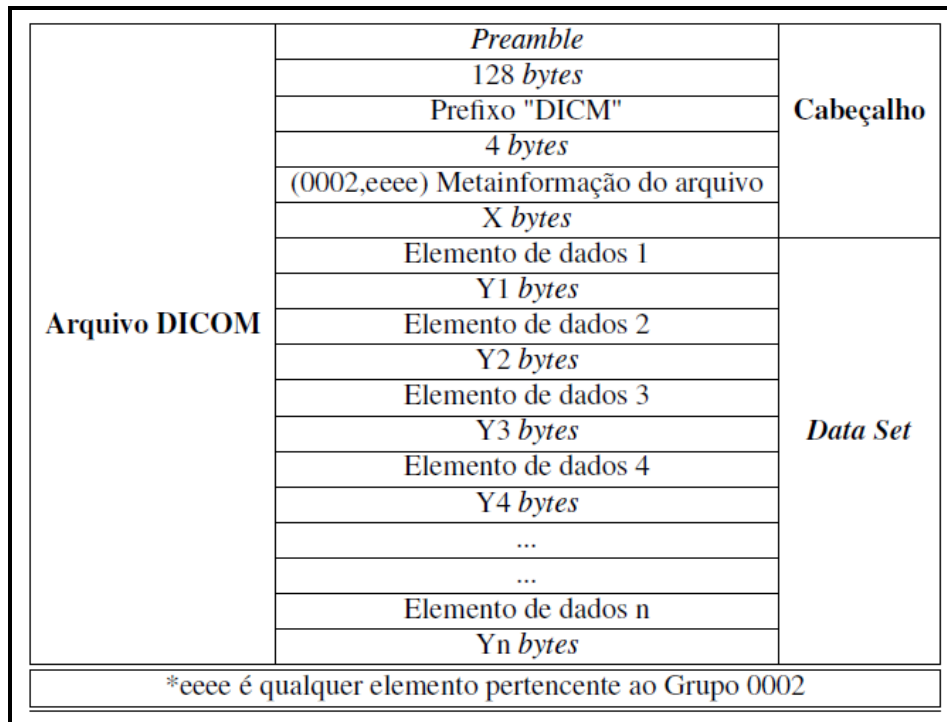 Preamble
128 bytes
Prefixo "DICM"
Cabeçalho
4 bytes
(0002,eeee) Metainformação do arquivo
X bytes
Elemento de dados 1
Y1 bytes
Arquivo DICOM
Elemento de dados 2
Y2 bytes
Elemento de dados 3
Y3 bytes
Data Set
Elemento de dados 4
Y4 bytes
...
...
Elemento de dados n
Yn bytes
*eeee é qualquer elemento pertencente ao Grupo 0002